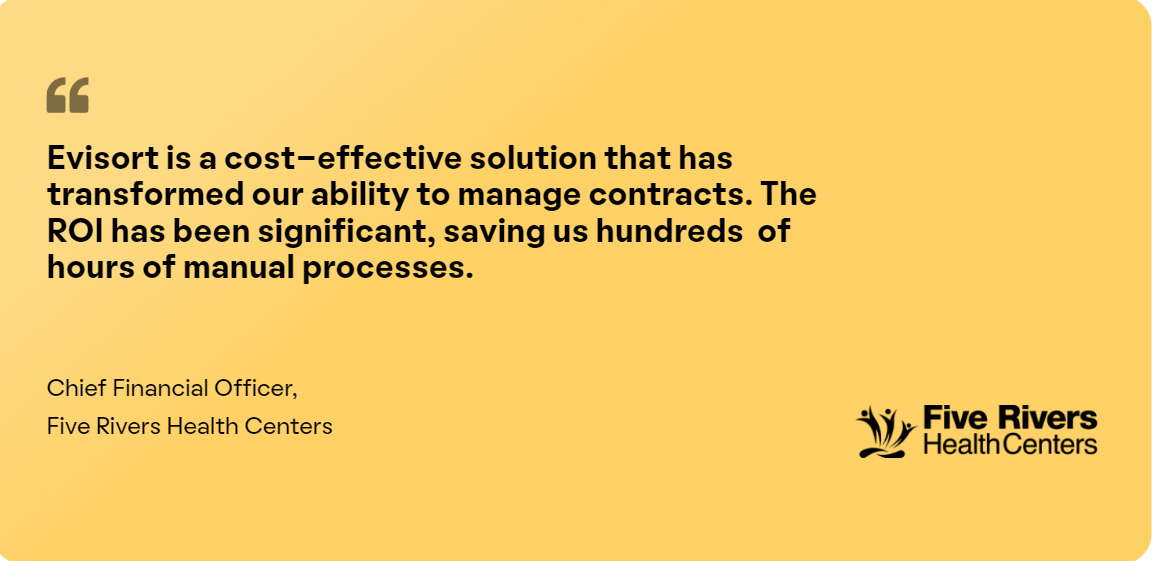 “
Evisort is a cost–effective solution that has
transformed our ability to manage contracts. The
ROI has been significant, saving us hundreds  of
hours of manual processes.
Chief Financial Officer,
Five Rivers Health Centers
Five Rivers
HealthCenters